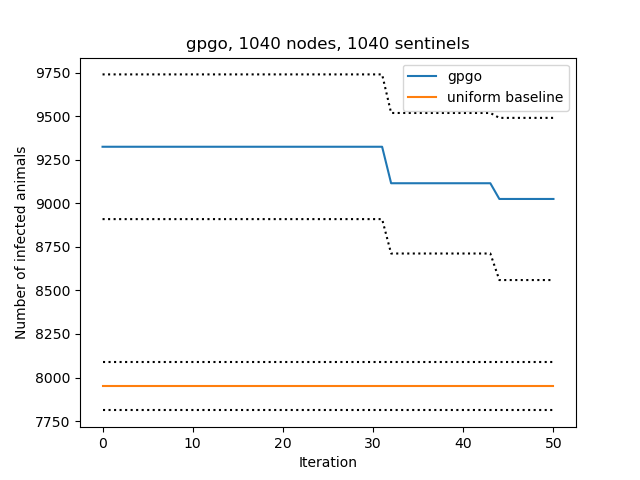 gpgo, 1040 nodes, 1040 sentinels
gpgo
uniform baseline
Number of infected animals
9750
9500
9250
9000
8750
8500
8250
8000
7750
0 10 20 30 40 50
Iteration